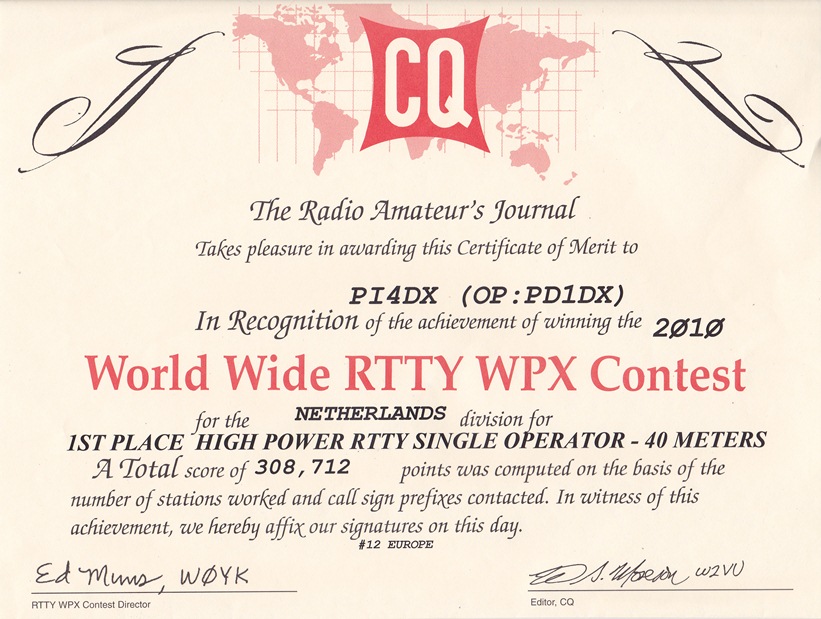 CQ
The Radio Amateur's Journal
Takes pleasure in awarding this Certificate of Merit to
PI4DX (OP:PD1DX)
In Recognition of the achievement of winning the 2Ø1Ø
World Wide RTTY WPX Contest
for the NETHERLANDS division for
1ST PLACE HIGH POWER RTTY SINGLE OPERATOR - 40 METERS
A Total score of 308,712 points was computed on the basis of the
number of stations worked and call sign prefixes contacted. In witness of this
achievement, we hereby affix our signatures on this day.
#12 EUROPE
Ed Muns, WØYK
W2VU
RTTY WPX Contest Director
Editor, CQ